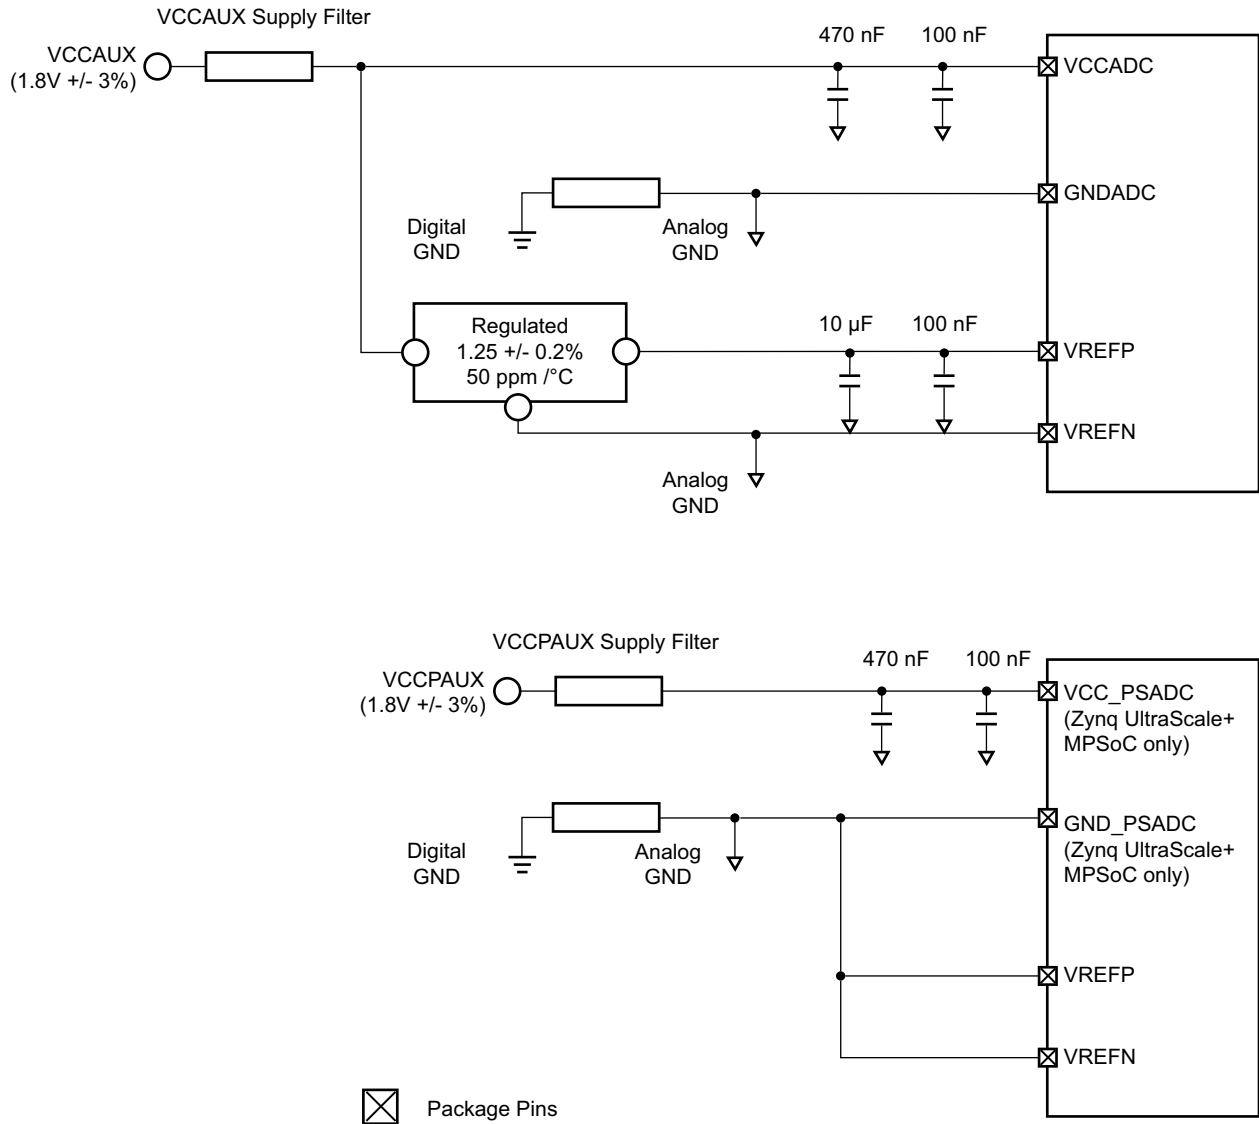 VCCAUX Supply Filter
VCCAUX
(1.8V +/- 3%)
470 nF
100 nF
VCCADC
GNDADC
Digital
GND
Analog
GND
Regulated
1.25 +/- 0.2%
50 ppm /°C
10 µF
100 nF
VREFP
VREFN
Analog
GND
VCCPAUX Supply Filter
VCCPAUX
(1.8V +/- 3%)
470 nF
100 nF
VCC_PSADC
(Zynq UltraScale+
MPSoC only)
GND_PSADC
(Zynq UltraScale+
MPSoC only)
Digital
GND
Analog
GND
VREFP
VREFN
Package Pins